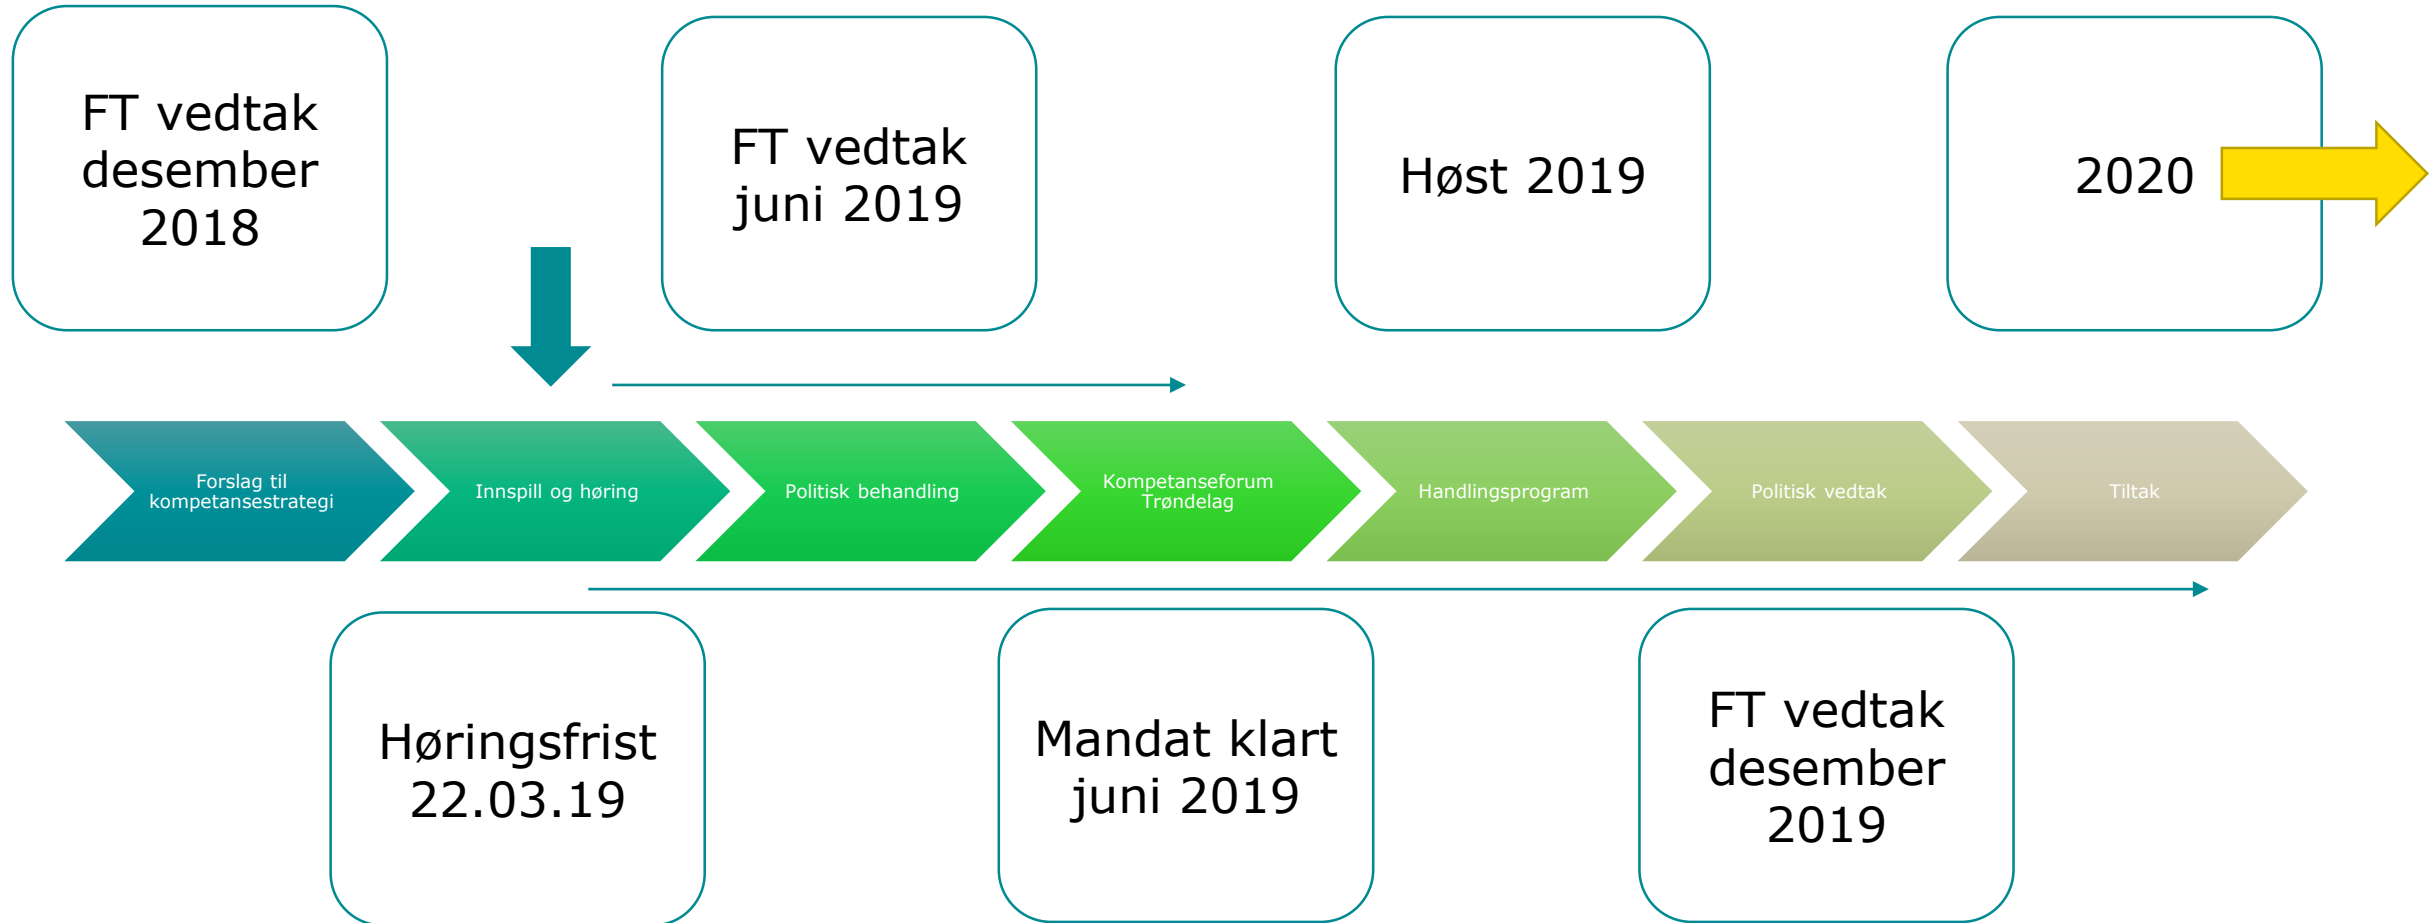 FT vedtak
desember
2018
FT vedtak
juni 2019
Høst 2019
2020
Forslag til
kompetansestrategi
Innspill og høring
Politisk behandling
Kompetanseforum
Trøndelag
Handlingsprogram
Politisk vedtak
Tiltak
Høringsfrist
22.03.19
Mandat klart
juni 2019
FT vedtak
desember
2019